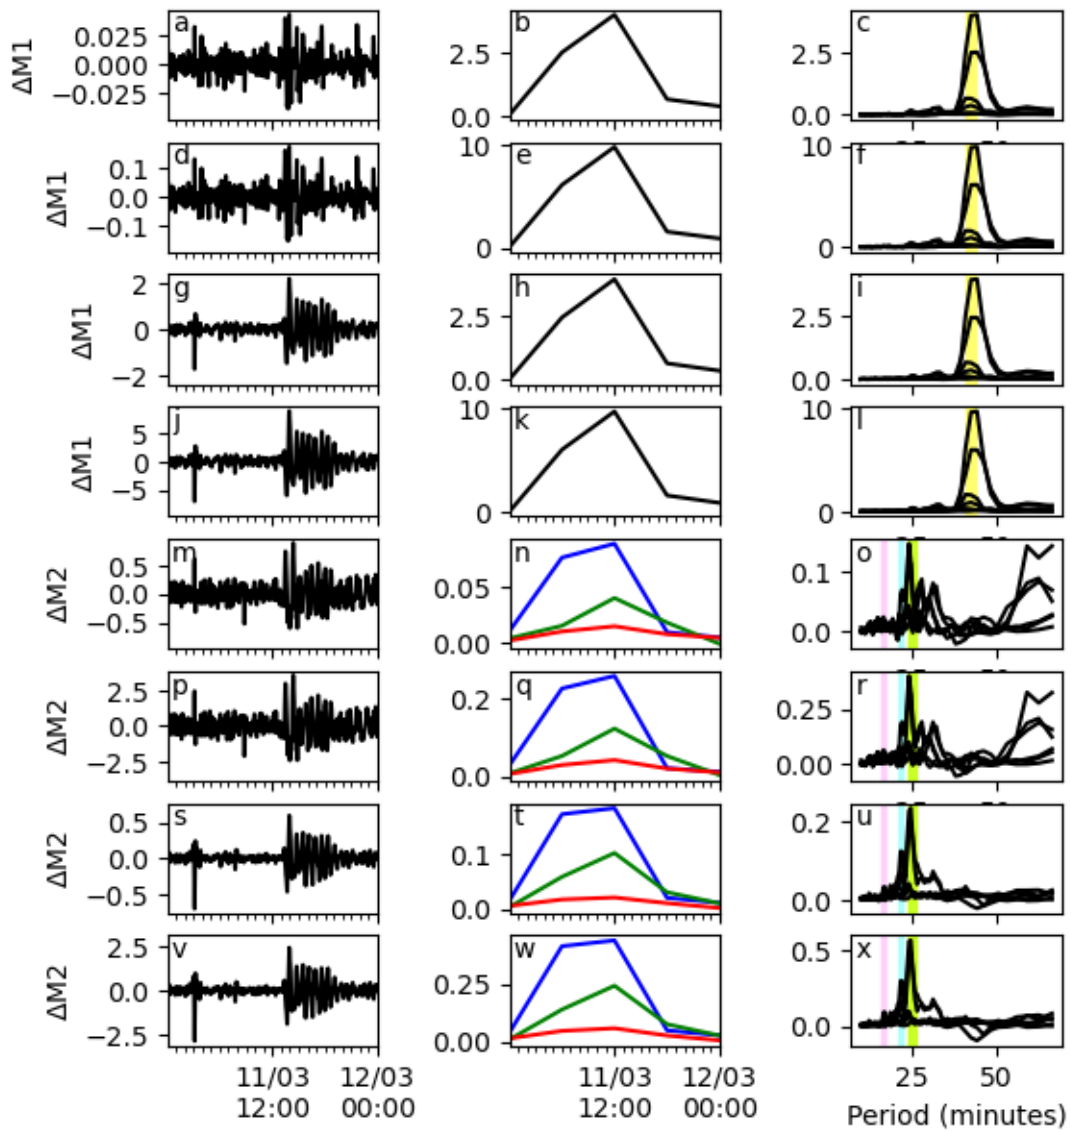 ΔM1 0.025 0.000 −0.025 a 2.5 0.0 b 2.5 0.0 c
ΔM1 0.1 0.0 −0.1 d 10 0 e 10 0 f
ΔM1 2 0 −2 g 2.5 0.0 h 2.5 0.0 i
ΔM1 5 0 −5 j 10 0 k 10 0 l
ΔM2 0.5 0.0 −0.5 m 0.05 0.00 n 0.1 0.0 o
ΔM2 2.5 0.0 −2.5 p 0.2 0.0 q 0.25 0.00 r
ΔM2 0.5 0.0 −0.5 s 0.1 0.0 t 0.2 0.0 u
ΔM2 2.5 0.0 −2.5 v 0.25 0.00 w 0.5 0.0 x
11/03 12/03 11/03 12/03 25 50
12:00 00:00 12:00 00:00 Period (minutes)